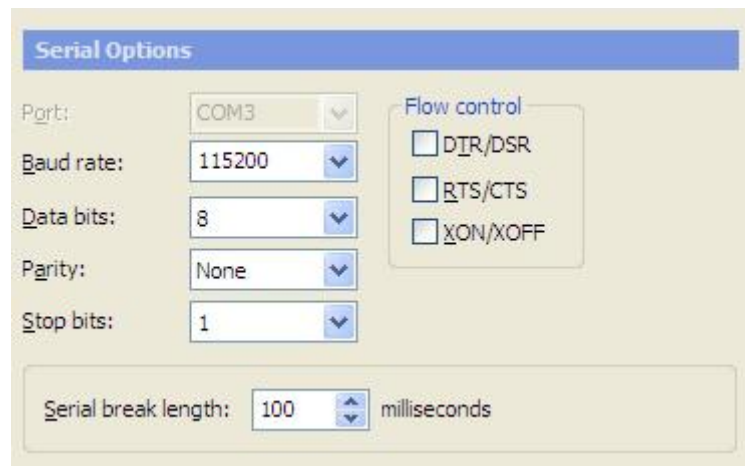 Serial Options
Port: COM3
Baud rate: 115200
Data bits: 8
Parity: None
Stop bits: 1
Flow control
DTR/DSR
RTS/CTS
XON/XOFF
Serial break length: 100 milliseconds